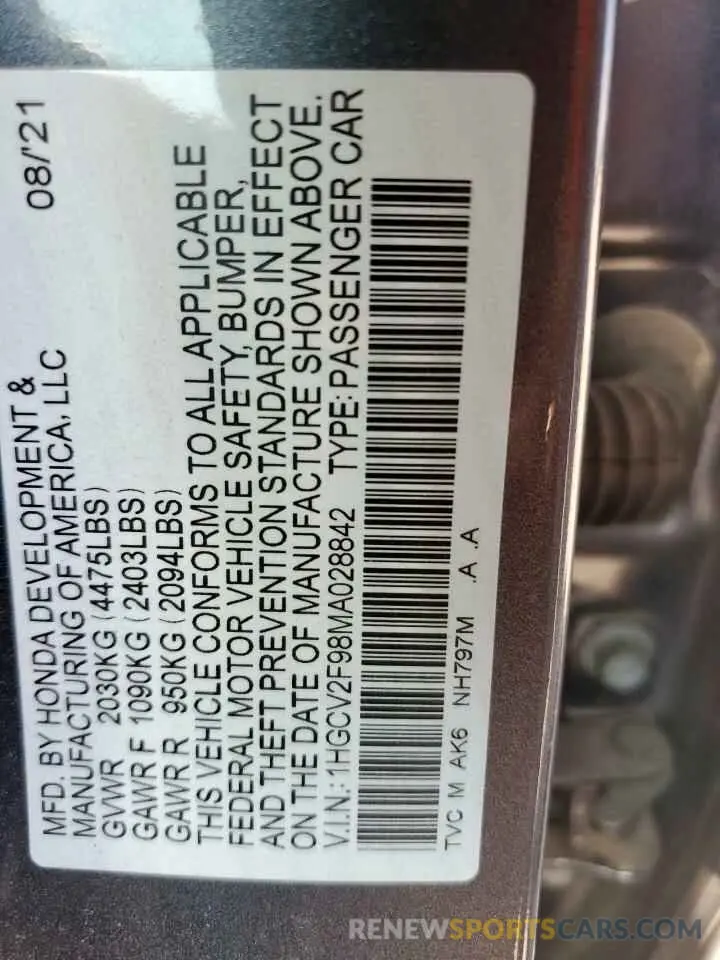 MFD. BY HONDA DEVELOPMENT & 08/'21
MANUFACTURING OF AMERICA, LLC
GVWR 2030KG (4475LBS)
GAWR F 1090KG (2403LBS)
GAWR R 950KG (2094LBS)
THIS VEHICLE CONFORMS TO ALL APPLICABLE
FEDERAL MOTOR VEHICLE SAFETY, BUMPER,
AND THEFT PREVENTION STANDARDS IN EFFECT
ON THE DATE OF MANUFACTURE SHOWN ABOVE.
V.I.N.: 1HGCV2F98MA028842 TYPE: PASSENGER CAR
TVC M AK6 NH797M .A .A
RENEWSPORTSCARS.COM